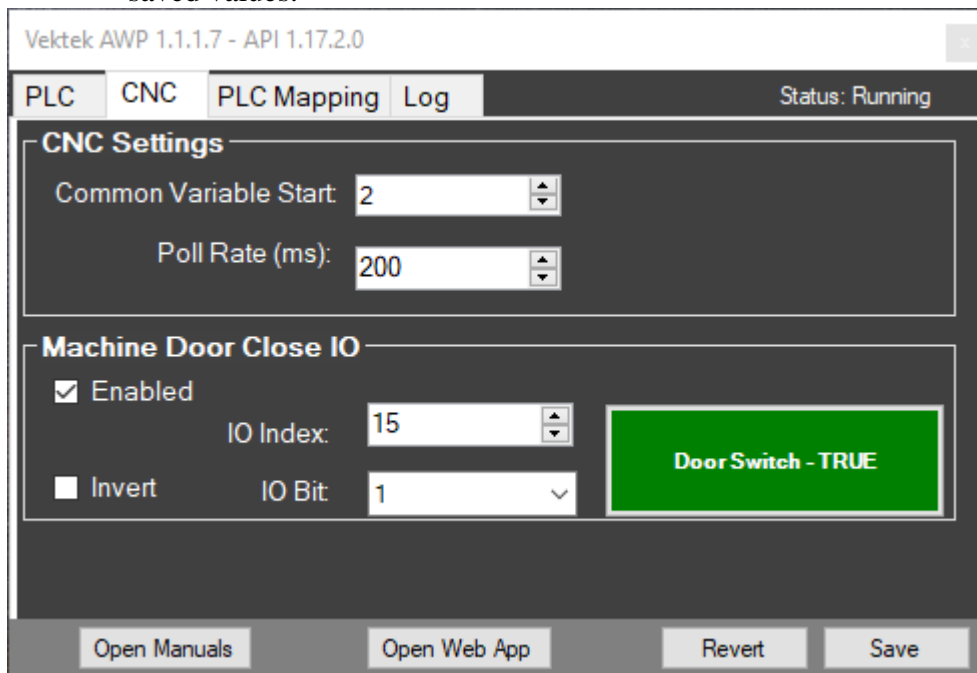 saved values.
Vektek AWP 1.1.1.7 - API 1.17.2.0
x
PLC CNC PLC Mapping Log Status: Running
CNC Settings
Common Variable Start: 2
Poll Rate (ms): 200
Machine Door Close IO
Enabled
IO Index: 15
Door Switch - TRUE
Invert IO Bit: 1
Open Manuals Open Web App Revert Save